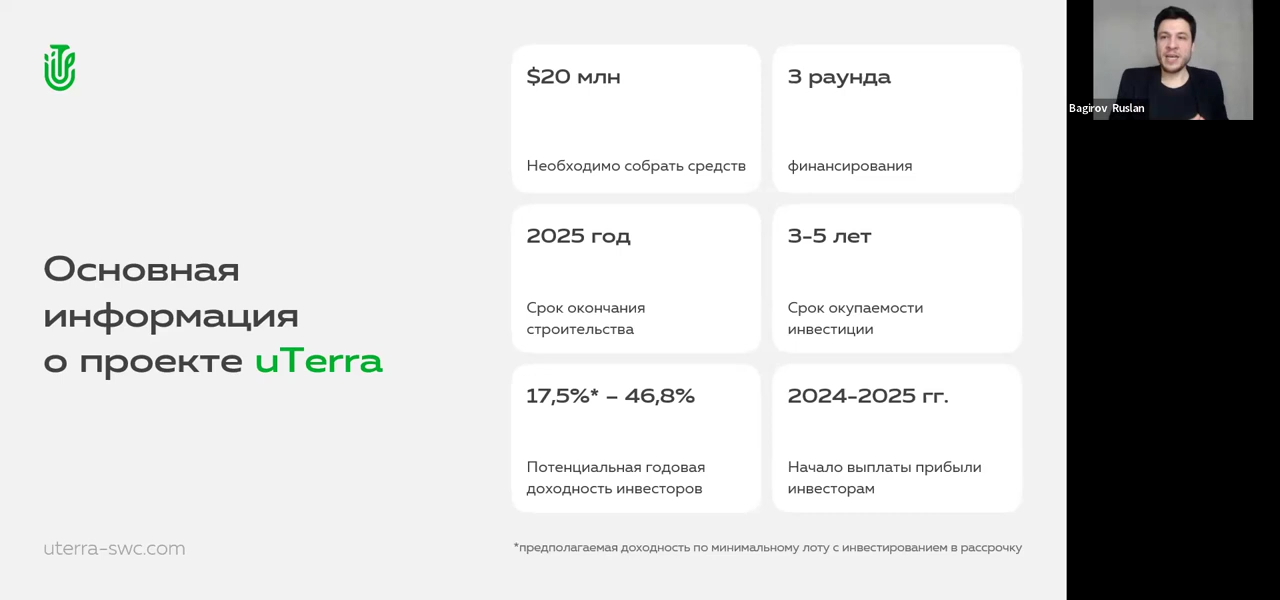 $20 млн
Необходимо собрать средств
3 раунда
финансирования
Bagirov Ruslan
2025 год
Срок окончания
строительства
3-5 лет
Срок окупаемости
инвестиции
Основная
информация
о проекте uTerra
17,5%* – 46,8%
Потенциальная годовая
доходность инвесторов
2024-2025 гг.
Начало выплаты прибыли
инвесторам
uterra-swc.com
*предполагаемая доходность по минимальному лоту с инвестированием в рассрочку